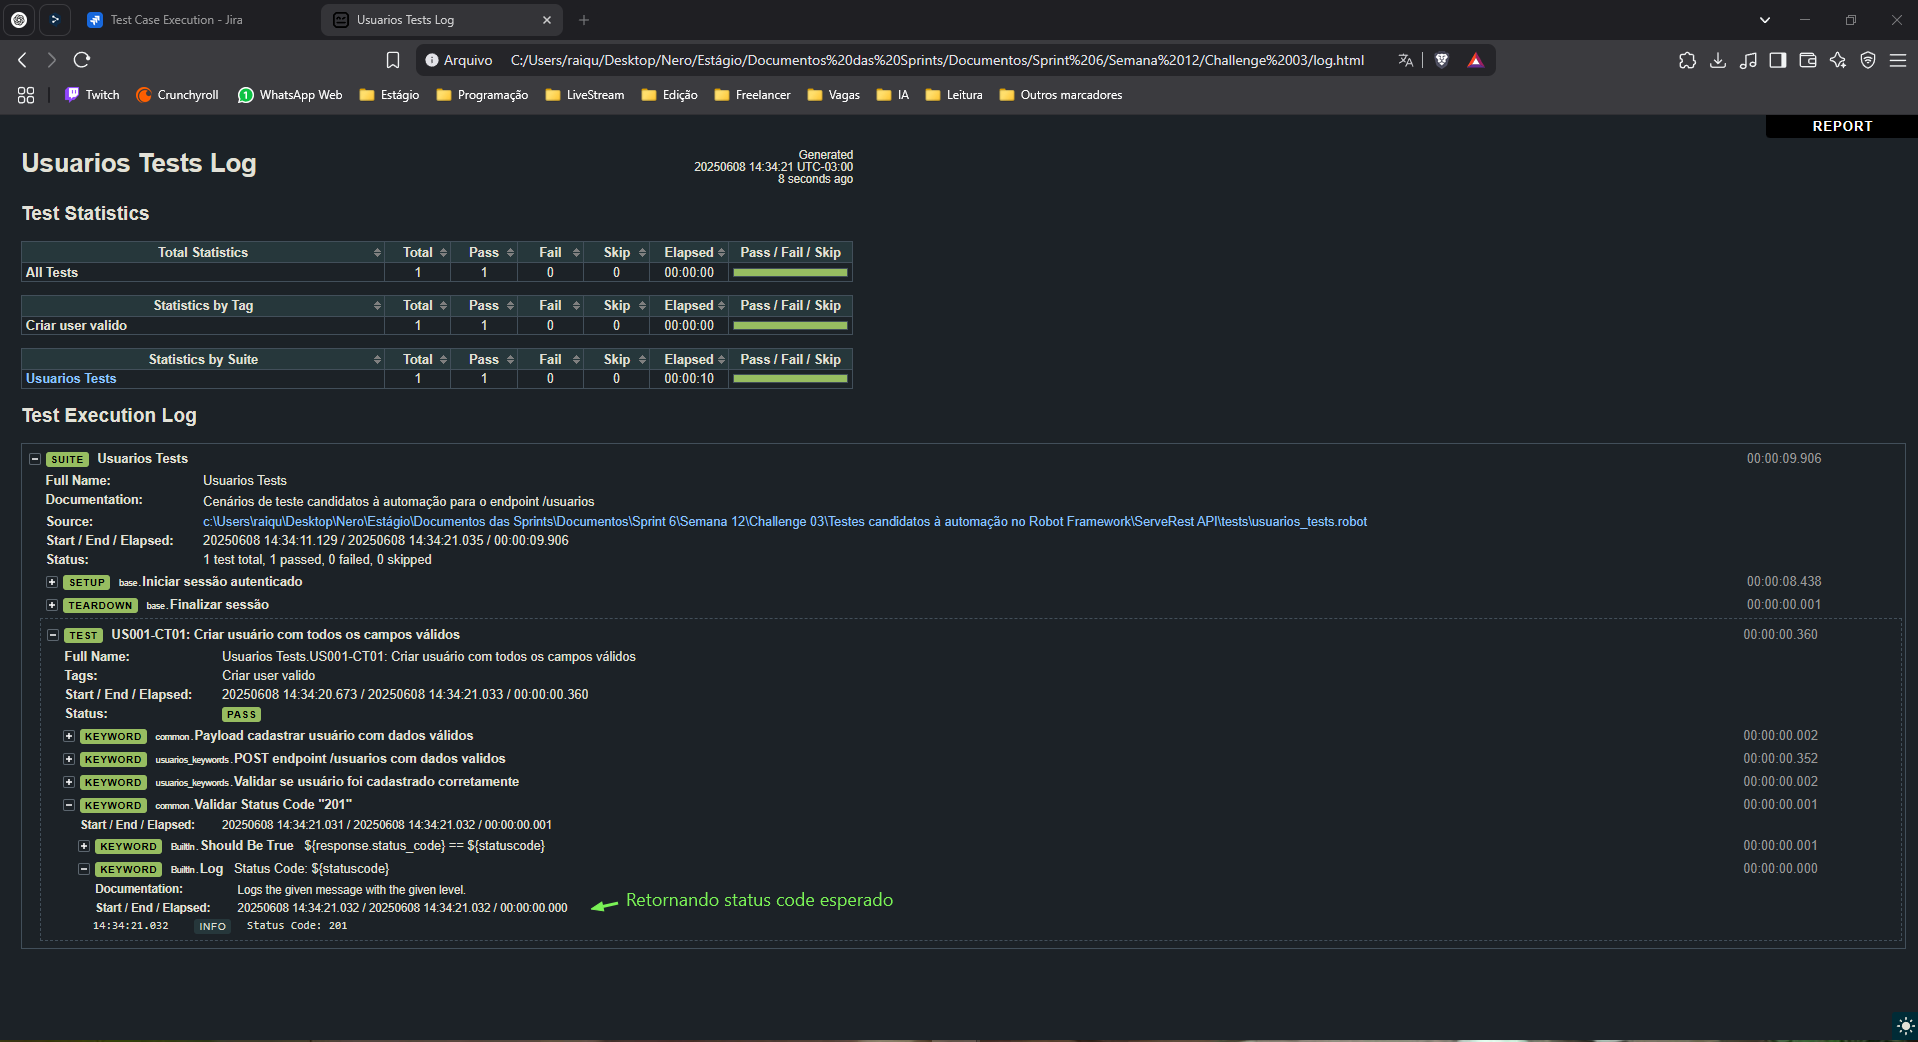 Test Case Execution - Jira
Usuarios Tests Log
Arquivo C:/Users/raiqu/Desktop/Nero/Estágio/Documentos%20das%20Sprints/Documentos/Sprint%206/Semana%2012/Challenge%2003/log.html
Twitch Crunchyroll WhatsApp Web Estágio Programação LiveStream Edição Freelancer Vagas IA Leitura Outros marcadores
REPORT
Usuarios Tests Log
Generated
20250608 14:34:21 UTC-03:00
8 seconds ago
Test Statistics
Total Statistics Total Pass Fail Skip Elapsed Pass / Fail / Skip
All Tests 1 1 0 0 00:00:00
Statistics by Tag Total Pass Fail Skip Elapsed Pass / Fail / Skip
Criar user valido 1 1 0 0 00:00:00
Statistics by Suite Total Pass Fail Skip Elapsed Pass / Fail / Skip
Usuarios Tests 1 1 0 0 00:00:10
Test Execution Log
SUITE Usuarios Tests 00:00:09.906
Full Name: Usuarios Tests
Documentation: Cenários de teste candidatos à automação para o endpoint /usuarios
Source: c:\Users\raiqu\Desktop\Nero\Estágio\Documentos das Sprints\Documentos\Sprint 6\Semana 12\Challenge 03\Testes candidatos à automação no Robot Framework\ServeRest API\tests\usuarios_tests.robot
Start / End / Elapsed: 20250608 14:34:11.129 / 20250608 14:34:21.035 / 00:00:09.906
Status: 1 test total, 1 passed, 0 failed, 0 skipped
SETUP base.Iniciar sessão autenticado 00:00:08.438
TEARDOWN base.Finalizar sessão 00:00:00.001
TEST US001-CT01: Criar usuário com todos os campos válidos 00:00:00.360
Full Name: Usuarios Tests.US001-CT01: Criar usuário com todos os campos válidos
Tags: Criar user valido
Start / End / Elapsed: 20250608 14:34:20.673 / 20250608 14:34:21.033 / 00:00:00.360
Status: PASS
KEYWORD common.Payload cadastrar usuário com dados válidos 00:00:00.002
KEYWORD usuarios_keywords.POST endpoint /usuarios com dados validos 00:00:00.352
KEYWORD usuarios_keywords.Validar se usuário foi cadastrado corretamente 00:00:00.002
KEYWORD common.Validar Status Code "201" 00:00:00.001
Start / End / Elapsed: 20250608 14:34:21.031 / 20250608 14:34:21.032 / 00:00:00.001
KEYWORD BuiltIn.Should Be True ${response.status_code} == ${statuscode} 00:00:00.001
KEYWORD BuiltIn.Log Status Code: ${statuscode} 00:00:00.000
Documentation: Logs the given message with the given level.
Start / End / Elapsed: 20250608 14:34:21.032 / 20250608 14:34:21.032 / 00:00:00.000
Retornando status code esperado
14:34:21.032 INFO Status Code: 201